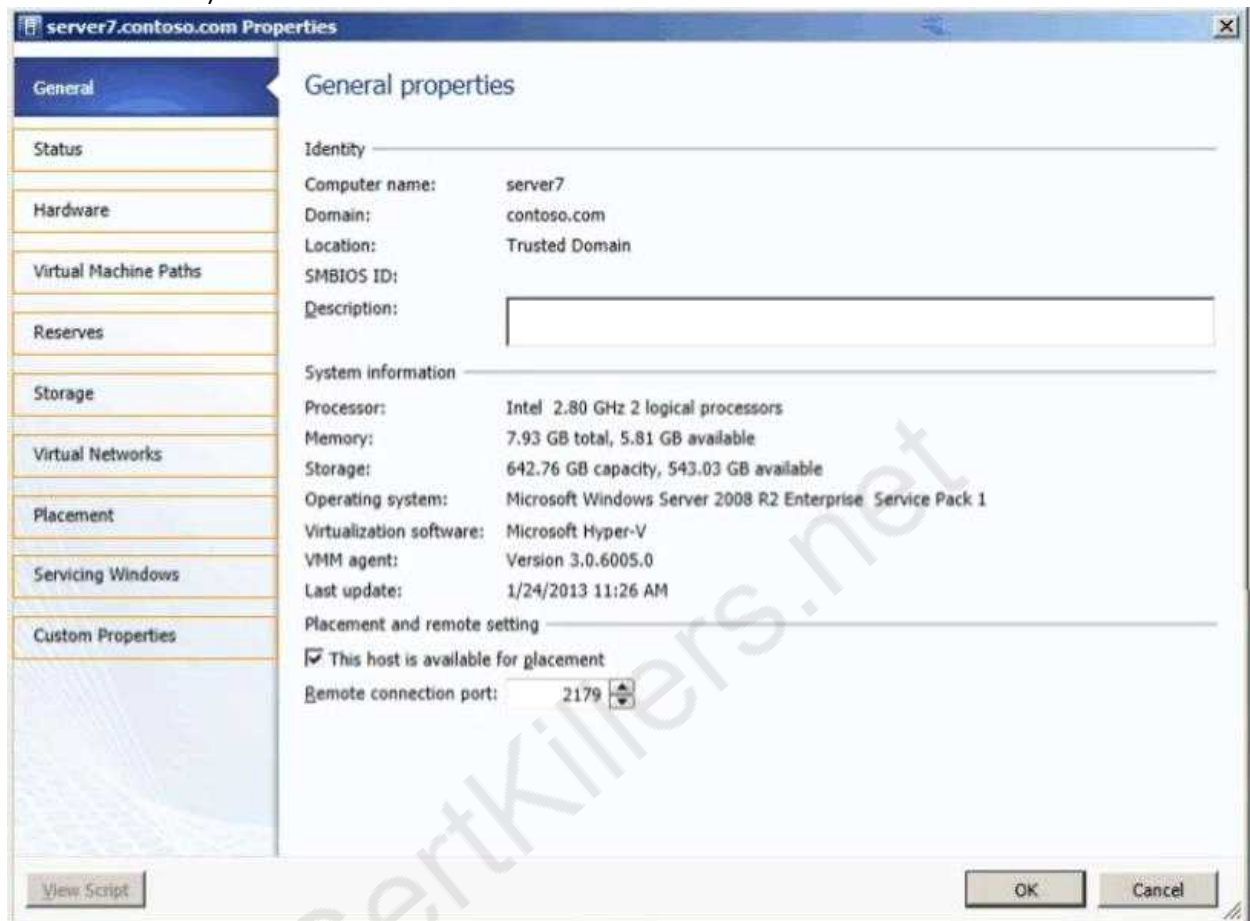 server7.contoso.com Properties
General
Status
Hardware
Virtual Machine Paths
Reserves
Storage
Virtual Networks
Placement
Servicing Windows
Custom Properties
General properties
Identity
Computer name: server7
Domain: contoso.com
Location: Trusted Domain
SMBIOS ID:
Description:
System information
Processor: Intel 2.80 GHz 2 logical processors
Memory: 7.93 GB total, 5.81 GB available
Storage: 642.76 GB capacity, 543.03 GB available
Operating system: Microsoft Windows Server 2008 R2 Enterprise Service Pack 1
Virtualization software: Microsoft Hyper-V
VMM agent: Version 3.0.6005.0
Last update: 1/24/2013 11:26 AM
Placement and remote setting
This host is available for placement
Remote connection port: 2179
View Script
OK Cancel
ertKillers.net